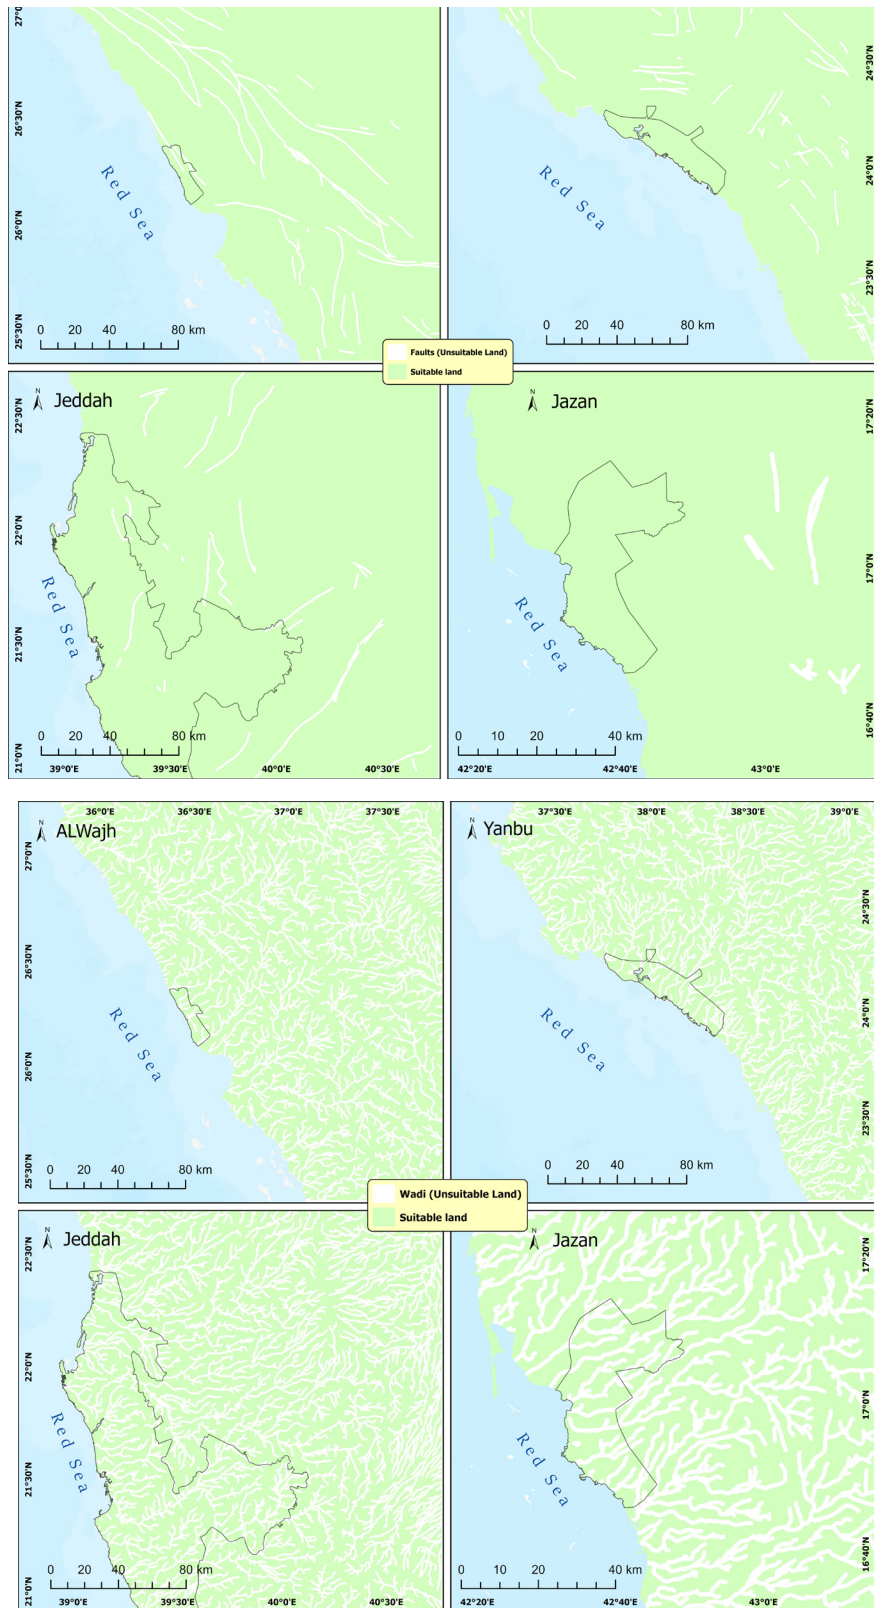 27°0'N
26°30'N
26°0'N
25°30'N
Red Sea
0 20 40 80 km
24°30'N
24°0'N
23°30'N
Red Sea
0 20 40 80 km
Faults (Unsuitable Land)
Suitable land
N
Jeddah
22°30'N
22°0'N
21°30'N
21°0'N
Red Sea
0 20 40 80 km
39°0'E 39°30'E 40°0'E 40°30'E
N
Jazan
17°20'N
17°0'N
16°40'N
Red Sea
0 10 20 40 km
42°20'E 42°40'E 43°0'E
36°0'E 36°30'E 37°0'E 37°30'E
N
ALWajh
27°0'N
26°30'N
26°0'N
25°30'N
Red Sea
0 20 40 80 km
37°30'E 38°0'E 38°30'E 39°0'E
N
Yanbu
24°30'N
24°0'N
23°30'N
Red Sea
0 20 40 80 km
Wadi (Unsuitable Land)
Suitable land
N
Jeddah
22°30'N
22°0'N
21°30'N
21°0'N
Red Sea
0 20 40 80 km
39°0'E 39°30'E 40°0'E 40°30'E
N
Jazan
17°20'N
17°0'N
16°40'N
Red Sea
0 10 20 40 km
42°20'E 42°40'E 43°0'E